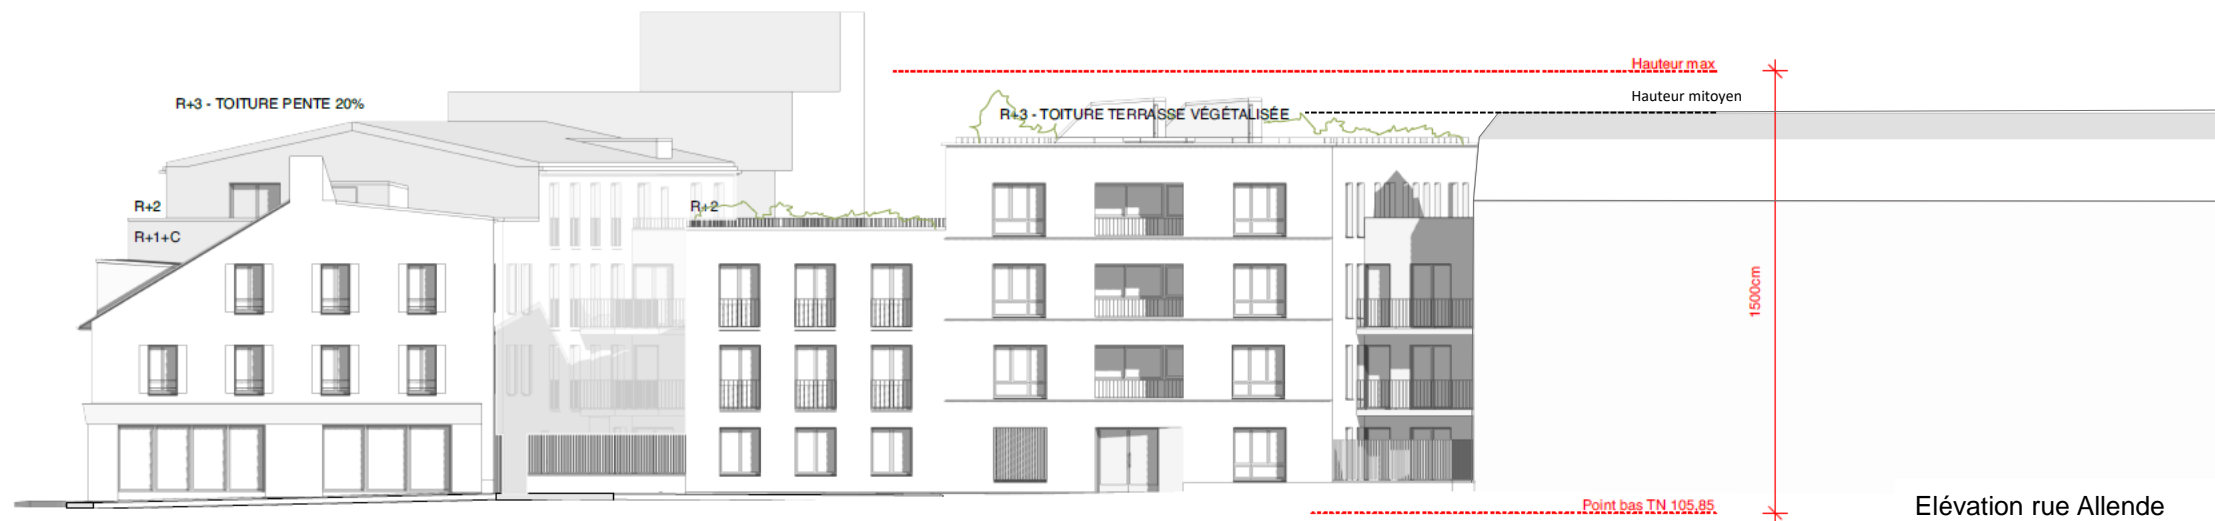 Hauteur max
Hauteur mitoyen
R+3 - TOITURE PENTE 20%
R+3 - TOITURE TERRASSE VÉGÉTALISÉE
R+2
R+2
R+1+C
1500cm
Point bas TN 105,85
Elévation rue Allende